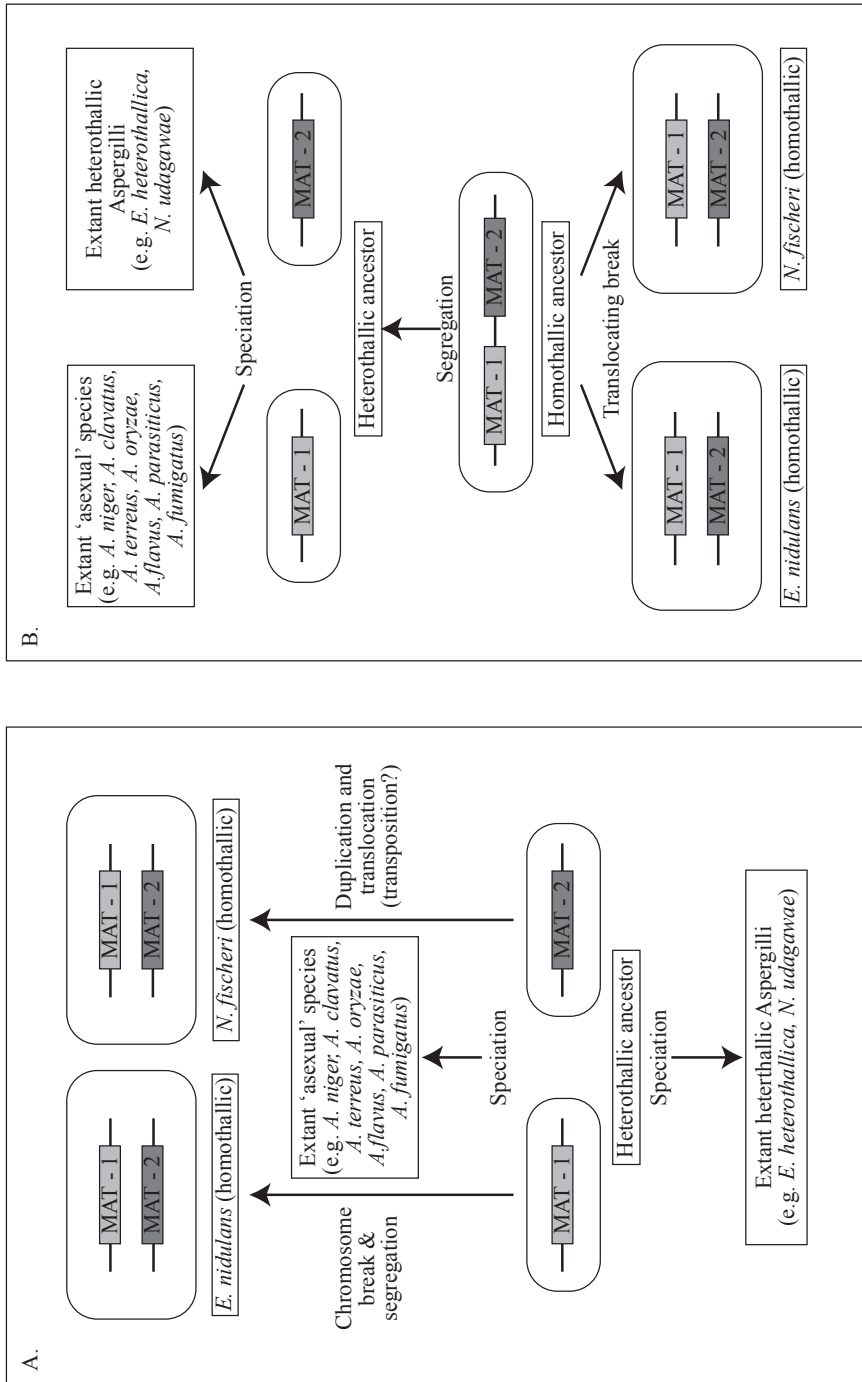 A.
MAT - 1
MAT - 2
E. nidulans (homothallic)
MAT - 1
MAT - 2
N. fischeri (homothallic)
Chromosome
break &
segregation
Extant ‘asexual’ species
(e.g. A. niger, A. clavatus,
A. terreus, A. oryzae,
A.flavus, A. parasiticus,
A. fumigatus)
Duplication and
translocation
(transposition?)
Speciation
MAT - 1
MAT - 2
Heterothallic ancestor
Speciation
Extant heterthallic Aspergilli
(e.g. E. heterothallica, N. udagawae)
B.
Extant ‘asexual’ species
(e.g. A. niger, A. clavatus,
A. terreus, A. oryzae,
A.flavus, A. parasiticus,
A. fumigatus)
Extant heterothallic
Aspergilli
(e.g. E. heterothallica,
N. udagawae)
Speciation
MAT - 1
MAT - 2
Heterothallic ancestor
Segregation
MAT - 1
MAT - 2
Homothallic ancestor
Translocating break
MAT - 1
MAT - 2
E. nidulans (homothallic)
MAT - 1
MAT - 2
N. fischeri (homothallic)